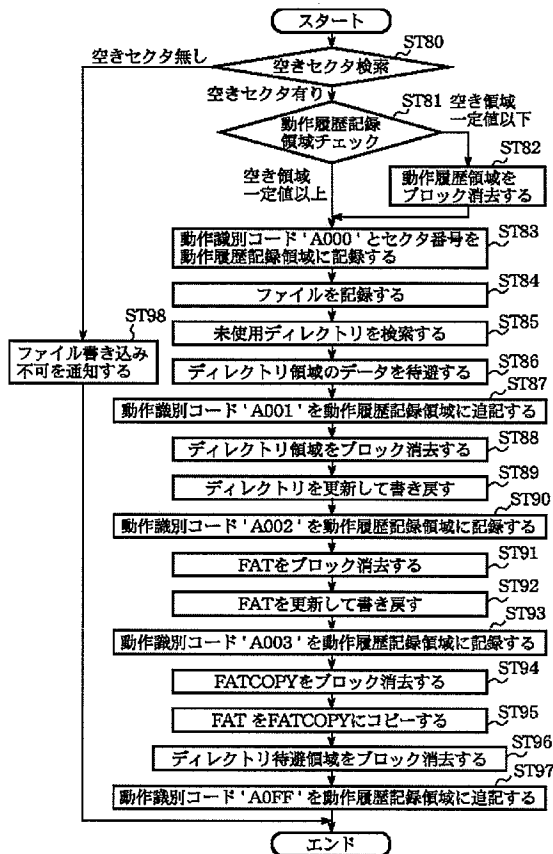 スタート
ST80
空きセクタ無し
空きセクタ検索
空きセクタ有り
ST81
空き領域
一定値以下
動作履歴記録
領域チェック
ST82
動作履歴領域を
ブロック消去する
空き領域
一定値以上
ST83
動作識別コード'A000'とセクタ番号を
動作履歴記録領域に記録する
ST84
ファイルを記録する
ST98
ファイル書き込み
不可を通知する
ST85
未使用ディレクトリを検索する
ST86
ディレクトリ領域のデータを待避する
ST87
動作識別コード'A001'を動作履歴記録領域に追記する
ST88
ディレクトリ領域をブロック消去する
ST89
ディレクトリを更新して書き戻す
ST90
動作識別コード'A002'を動作履歴記録領域に記録する
ST91
FATをブロック消去する
ST92
FATを更新して書き戻す
ST93
動作識別コード'A003'を動作履歴記録領域に記録する
ST94
FATCOPYをブロック消去する
ST95
FATをFATCOPYにコピーする
ST96
ディレクトリ待避領域をブロック消去する
ST97
動作識別コード'A0FF'を動作履歴記録領域に追記する
エンド